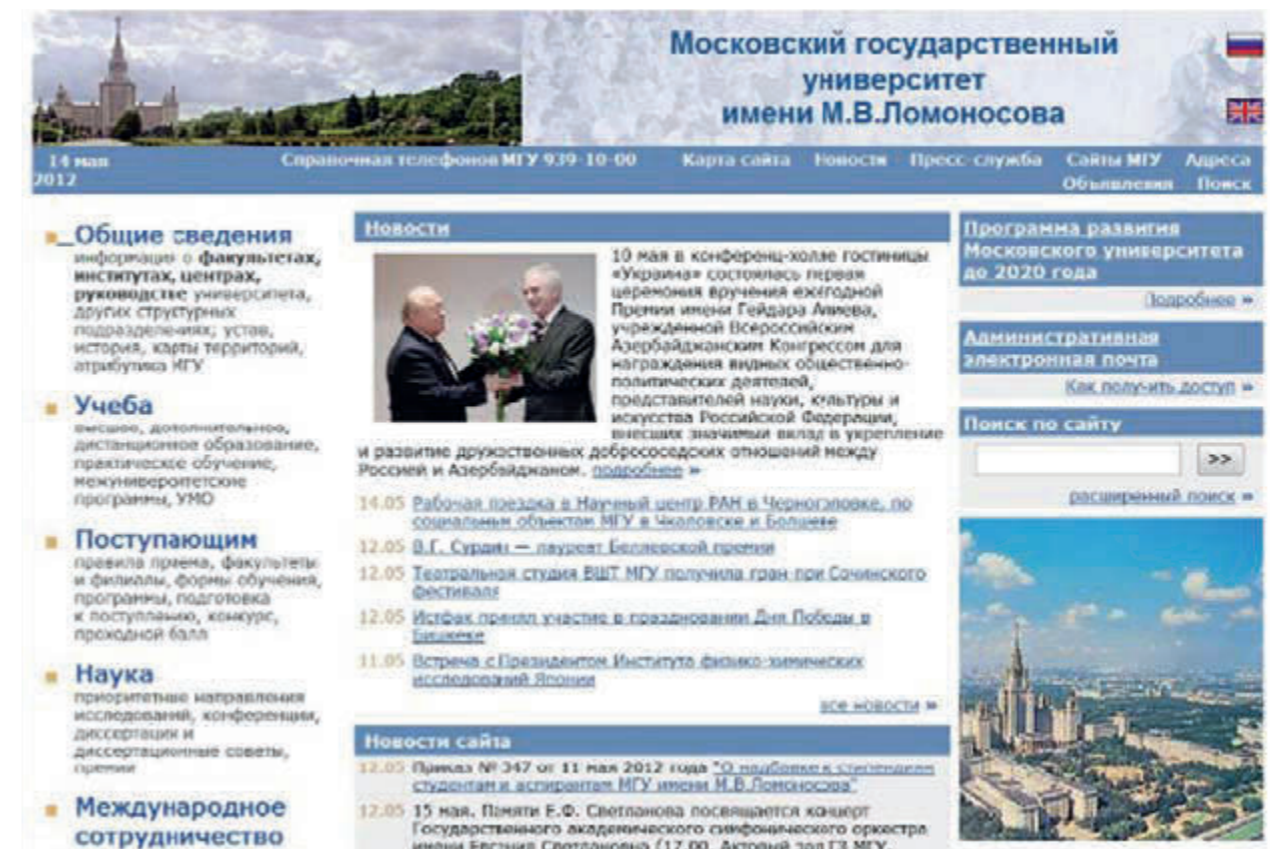 Московский государственный
университет
имени М.В.Ломоносова
14 мая
2012
Справочная телефонов МГУ 939-10-00 Карта сайта Новости Пресс-служба Сайты МГУ Адреса
Объявления Поиск
Общие сведения
информация о факультетах,
институтах, центрах,
руководстве университета,
других структурных
подразделениях; устав,
история, карты территорий,
атрибутика МГУ
Учеба
высшее, дополнительное,
дистанционное образование,
практическое обучение,
межуниверситетские
программы, УМО
Поступающим
правила приема, факультеты
и филиалы, формы обучения,
программы, подготовка
к поступлению, конкурс,
проходной балл
Наука
приоритетные направления
исследований, конференции,
диссертации и
диссертационные советы,
премии
Международное
сотрудничество
Новости
10 мая в конференц-холле гостиницы
«Украина» состоялась первая
церемония вручения ежегодной
Премии имени Гейдара Алиева,
учрежденной Всероссийским
Азербайджанским Конгрессом для
награждения видных общественно-
политических деятелей,
представителей науки, культуры и
искусства Российской Федерации,
внесших значимый вклад в укрепление
и развитие дружественных добрососедских отношений между
Россией и Азербайджаном. подробнее »
14.05 Рабочая поездка в Научный центр РАН в Черноголовке, по
социальным объектам МГУ в Чкаловске и Болшеве
12.05 В.Г. Сурдин — лауреат Беляевской премии
12.05 Театральная студия ВШТ МГУ получила гран-при Сочинского
фестиваля
12.05 Истфак принял участие в праздновании Дня Победы в
Бишкеке
11.05 Встреча с Президентом Института физико-химических
исследований Японии
все новости »
Новости сайта
12.05 Приказ № 347 от 11 мая 2012 года "О надбавке к стипендиям
студентам и аспирантам МГУ имени М.В.Ломоносова"
12.05 15 мая. Памяти Е.Ф. Светланова посвящается концерт
Государственного академического симфонического оркестра
имени Евгения Светлановна (17.00, Актовый зал ГЗ МГУ,
Программа развития
Московского университета
до 2020 года
Подробнее »
Административная
электронная почта
Как получить доступ »
Поиск по сайту
>>
расширенный поиск »